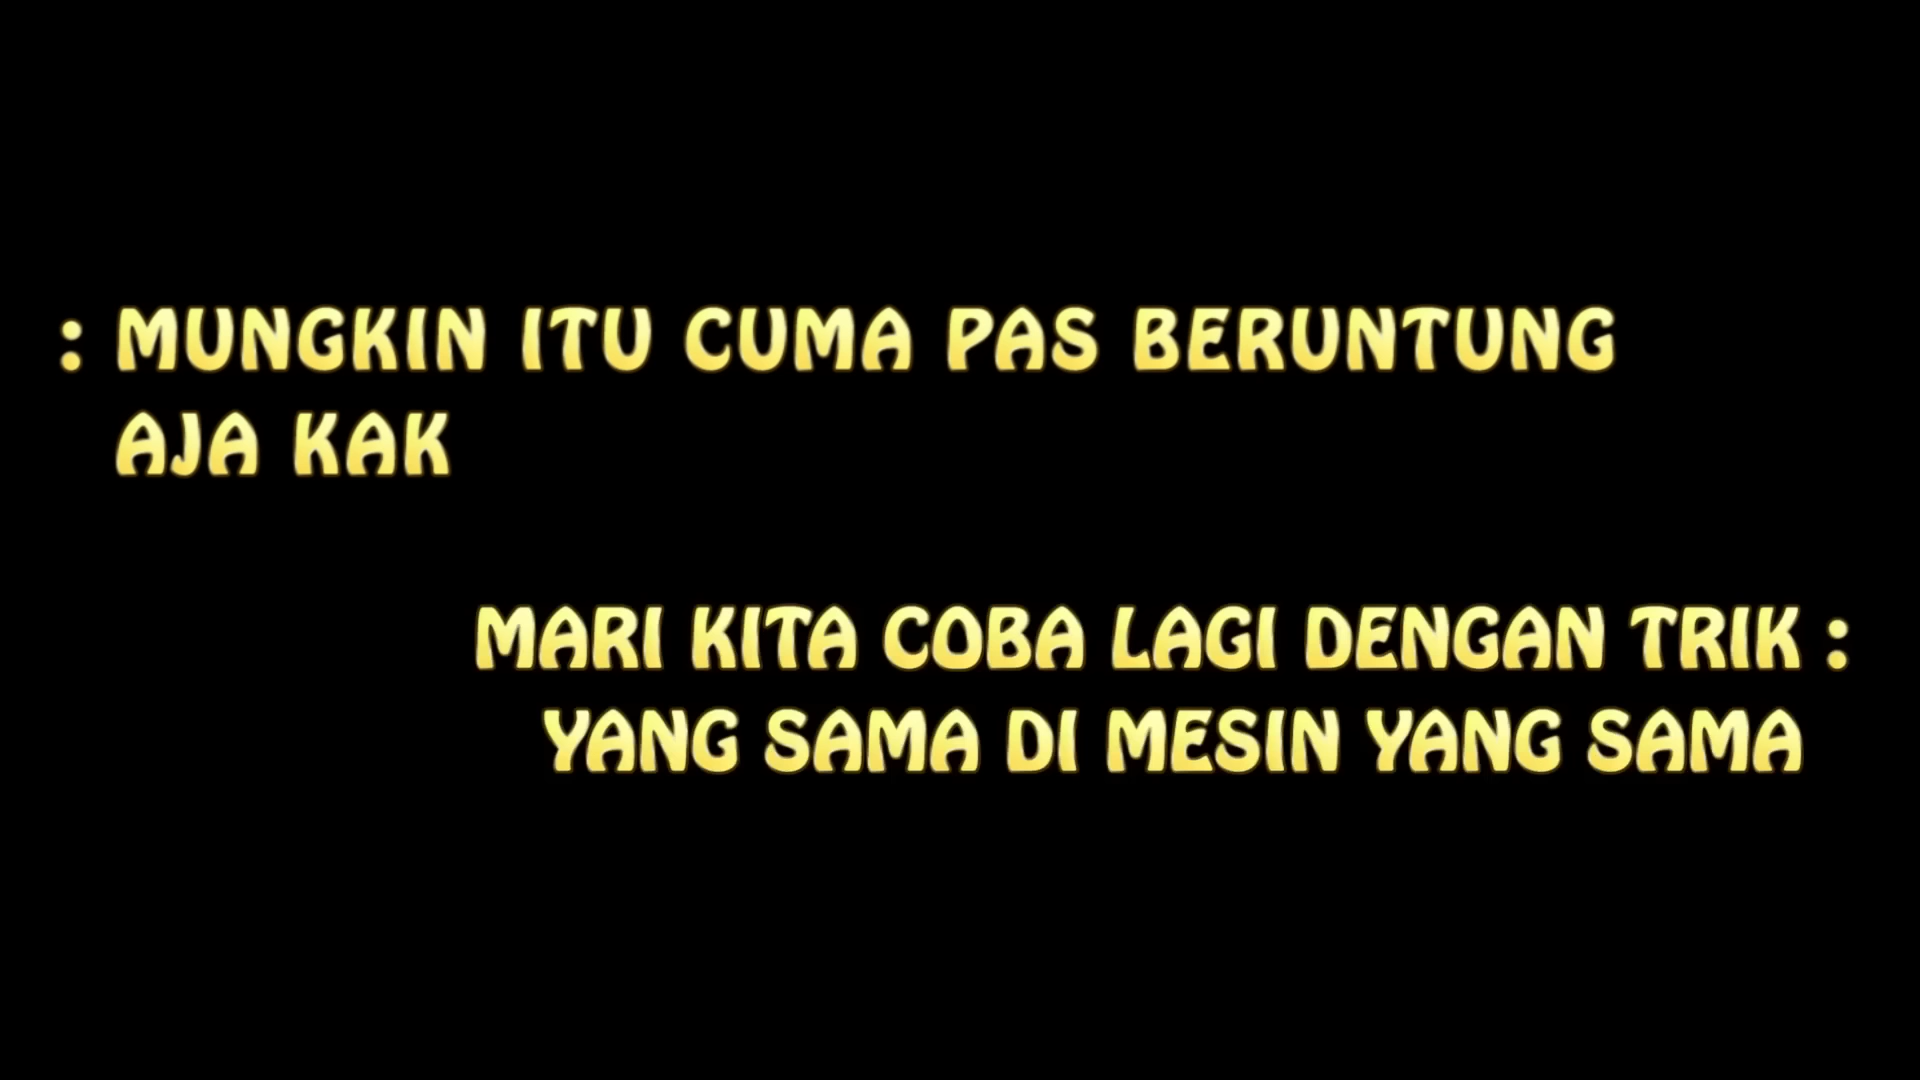 : MUNGKIN ITU CUMA PAS BERUNTUNG
AJA KAK
MARI KITA COBA LAGI DENGAN TRIK :
YANG SAMA DI MESIN YANG SAMA